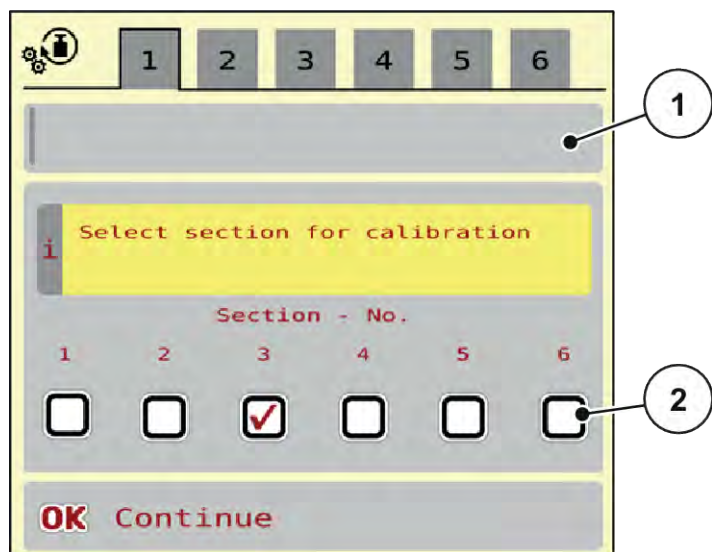 1 2 3 4 5 6
1
i Select section for calibration
Section - No.
1 2 3 4 5 6
2
OK Continue